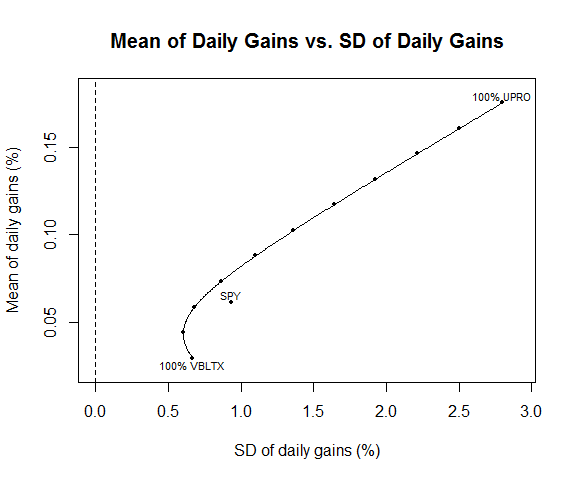 Mean of Daily Gains vs. SD of Daily Gains
Mean of daily gains (%)
0.15
0.10
0.05
100% UPRO
SPY
100% VBLTX
0.0 0.5 1.0 1.5 2.0 2.5 3.0
SD of daily gains (%)